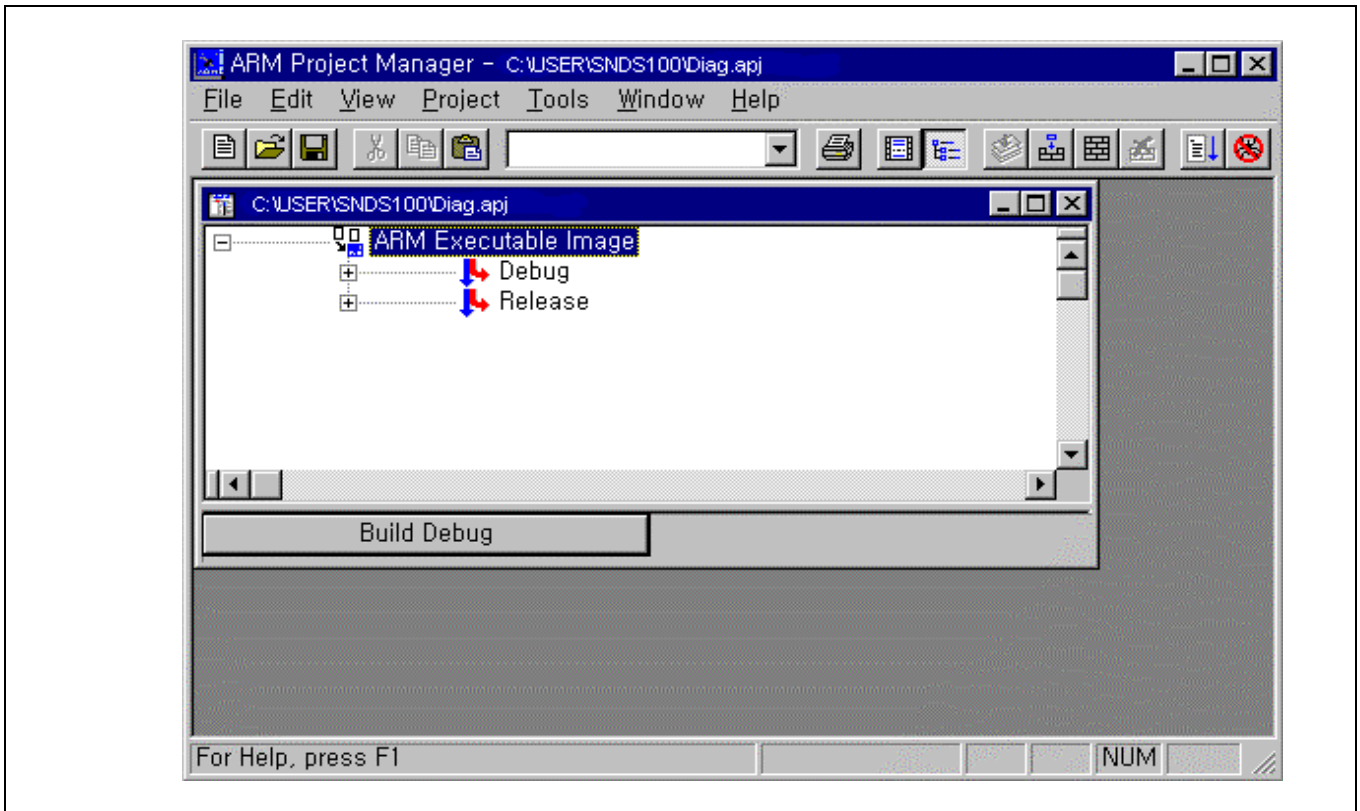 ARM Project Manager - C:\USER\SNDS100\Diag.apj
File Edit View Project Tools Window Help
C:\USER\SNDS100\Diag.apj
ARM Executable Image
Debug
Release
Build Debug
For Help, press F1
NUM